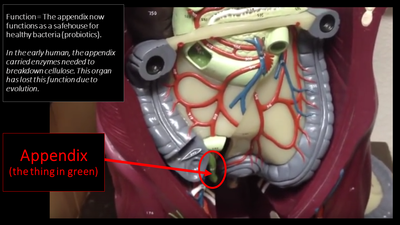 Function = The appendix now
functions as a safehouse for
healthy bacteria (probiotics).
In the early human, the appendix
carried enzymes needed to
breakdown cellulose. This organ
has lost this function due to
evolution.
Appendix
(the thing in green)